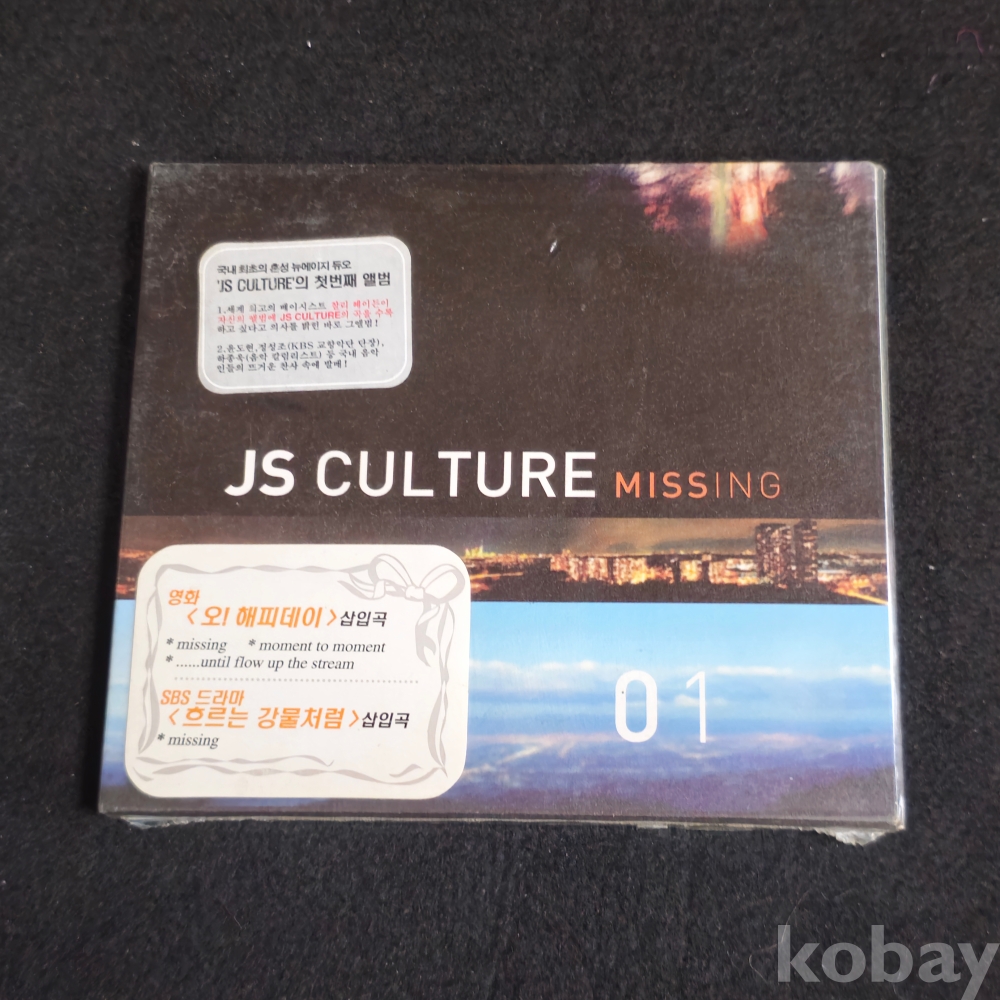 국내 최초의 혼성 뉴에이지 듀오
'JS CULTURE'의 첫번째 앨범
1.세계 최고의 베이시스트 찰리 헤이든이
자신의 앨범에 JS CULTURE의 곡을 수록
하고 싶다고 의사를 밝힌 바로 그앨범!
2.윤도현,정성조(KBS 교향악단 단장),
하종욱(음악 칼럼리스트) 등 국내 음악
인들의 뜨거운 찬사 속에 발매!
JS CULTURE MISSING
영화
<오! 해피데이>삽입곡
* missing * moment to moment
* ......until flow up the stream
SBS 드라마
<흐르는 강물처럼>삽입곡
* missing
01
kobay